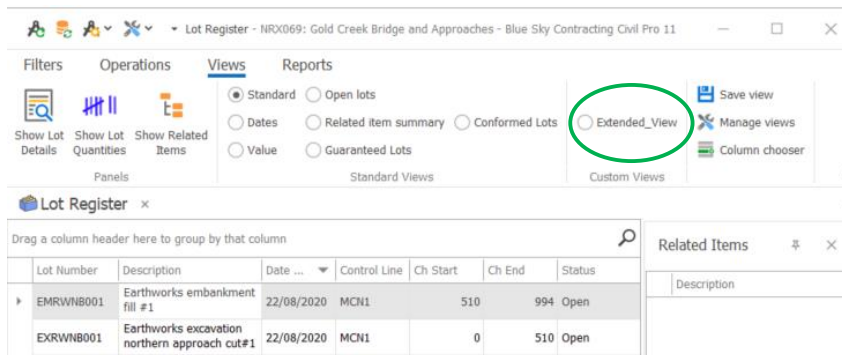 Lot Register - NRX069: Gold Creek Bridge and Approaches - Blue Sky Contracting Civil Pro 11
Filters Operations Views Reports
Standard Open lots Save view
Dates Related item summary Conformed Lots Extended_View Manage views
Show Lot Show Lot Show Related
Details Quantities Items
Value Guaranteed Lots Column chooser
Panels Standard Views Custom Views
Lot Register
Drag a column header here to group by that column Related Items
Lot Number Description Date ... Control Line Ch Start Ch End Status
Description
Earthworks embankment
EMRWNB001 22/08/2020 MCN1 510 994 Open
fill #1
Earthworks excavation
EXRWNB001 22/08/2020 MCN1 0 510 Open
northern approach cut#1